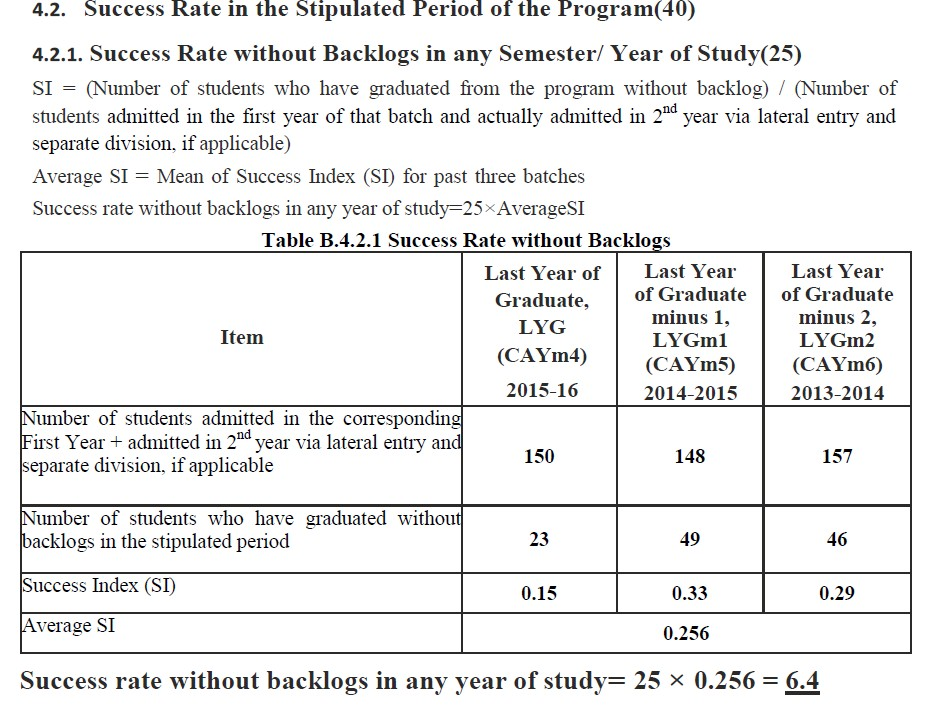 4.2. Success Rate in the Stipulated Period of the Program(40)
4.2.1. Success Rate without Backlogs in any Semester/ Year of Study(25)
SI = (Number of students who have graduated from the program without backlog) / (Number of
students admitted in the first year of that batch and actually admitted in 2nd year via lateral entry and
separate division, if applicable)
Average SI = Mean of Success Index (SI) for past three batches
Success rate without backlogs in any year of study=25×AverageSI
Table B.4.2.1 Success Rate without Backlogs
Item
Last Year of
Graduate,
LYG
(CAYm4)
2015-16
Last Year
of Graduate
minus 1,
LYGm1
(CAYm5)
2014-2015
Last Year
of Graduate
minus 2,
LYGm2
(CAYm6)
2013-2014
Number of students admitted in the corresponding
First Year + admitted in 2nd year via lateral entry and
separate division, if applicable
150
148
157
Number of students who have graduated without
backlogs in the stipulated period
23
49
46
Success Index (SI)
0.15
0.33
0.29
Average SI
0.256
Success rate without backlogs in any year of study= 25 × 0.256 = 6.4